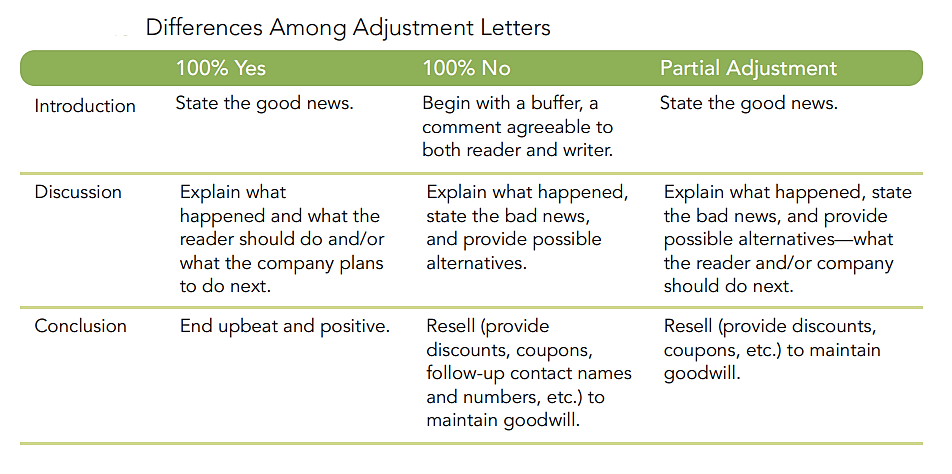 Differences Among Adjustment Letters
100% Yes 100% No Partial Adjustment
Introduction State the good news. Begin with a buffer, a State the good news.
comment agreeable to
both reader and writer.
Discussion Explain what Explain what happened, Explain what happened, state
happened and what the state the bad news, the bad news, and provide
reader should do and/or and provide possible possible alternatives—what
what the company plans alternatives. the reader and/or company
to do next. should do next.
Conclusion End upbeat and positive. Resell (provide Resell (provide discounts,
discounts, coupons, coupons, etc.) to maintain
follow-up contact names goodwill.
and numbers, etc.) to
maintain goodwill.